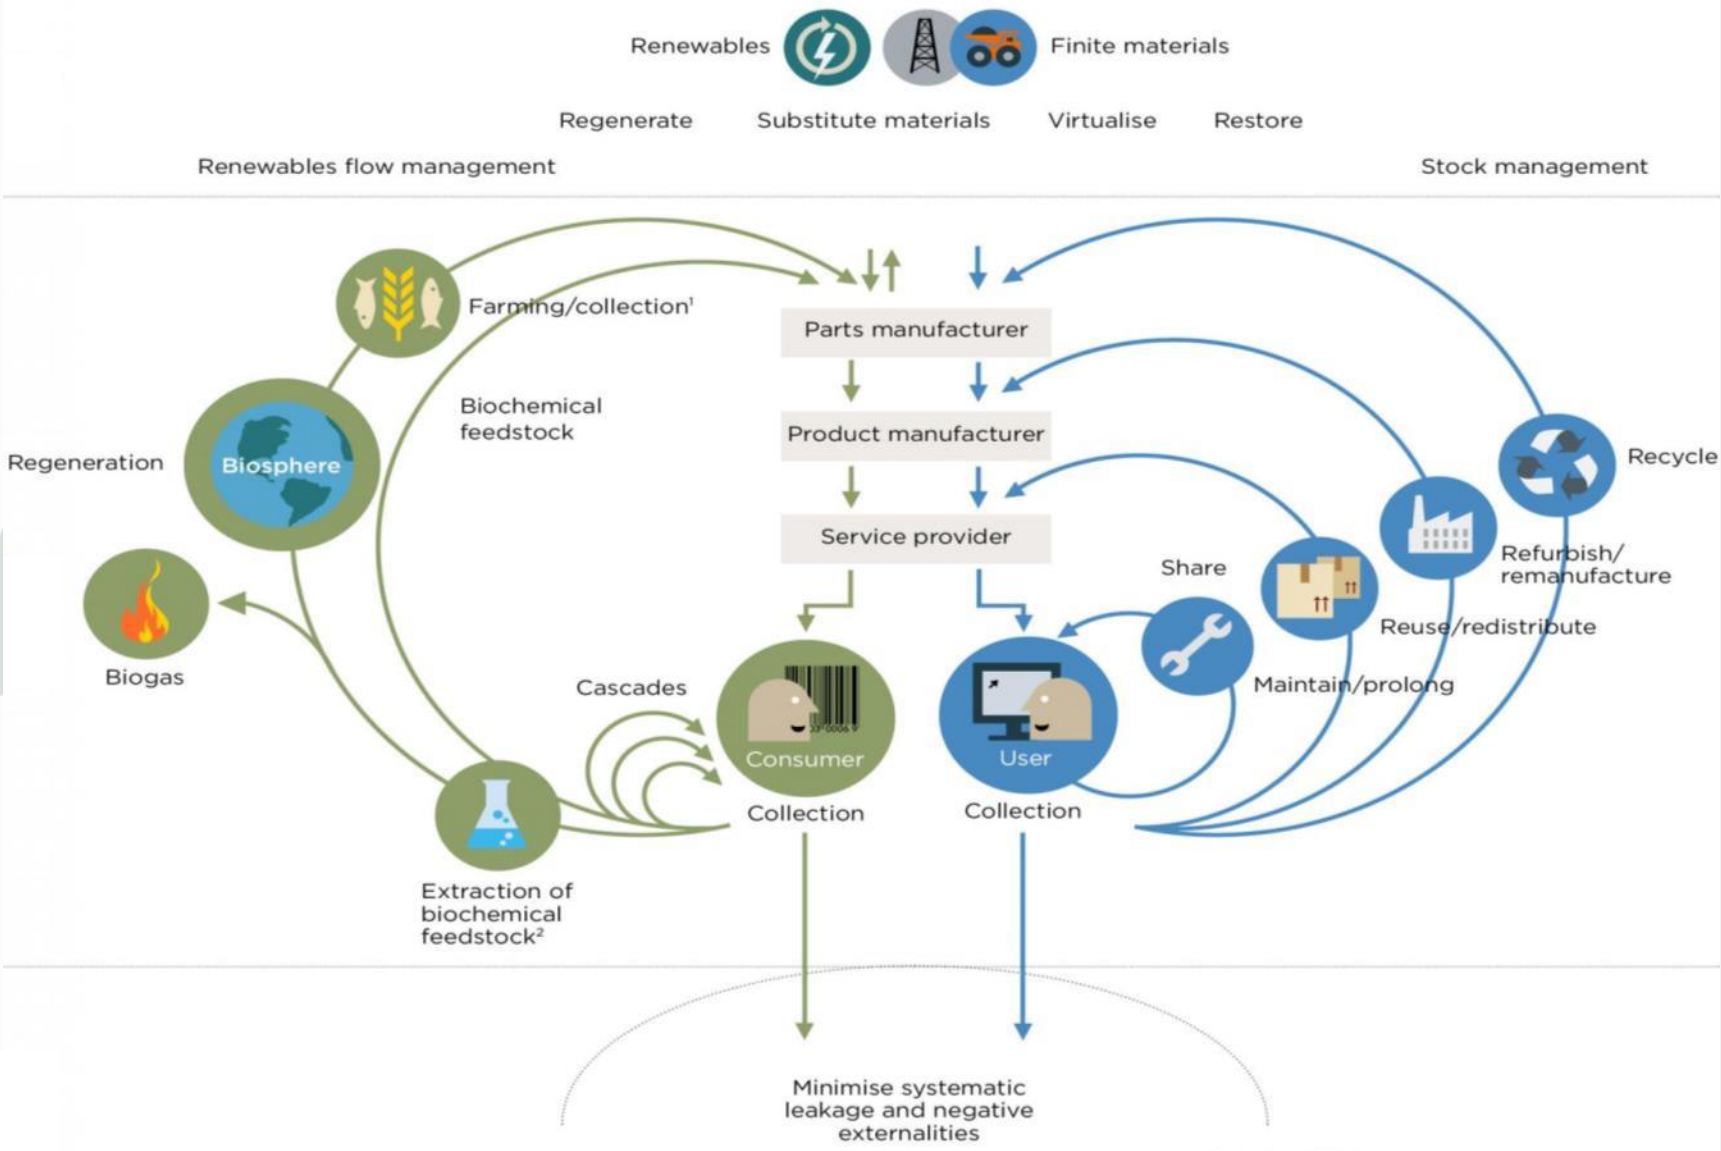 Renewables
Finite materials
Regenerate
Substitute materials
Virtualise
Restore
Renewables flow management
Stock management
Farming/collection¹
Parts manufacturer
Biochemical
feedstock
Product manufacturer
Regeneration
Biosphere
Recycle
Service provider
Share
Refurbish/
remanufacture
Reuse/redistribute
Biogas
Cascades
Maintain/prolong
Consumer
User
Collection
Collection
Extraction of
biochemical
feedstock²
Minimise systematic
leakage and negative
externalities